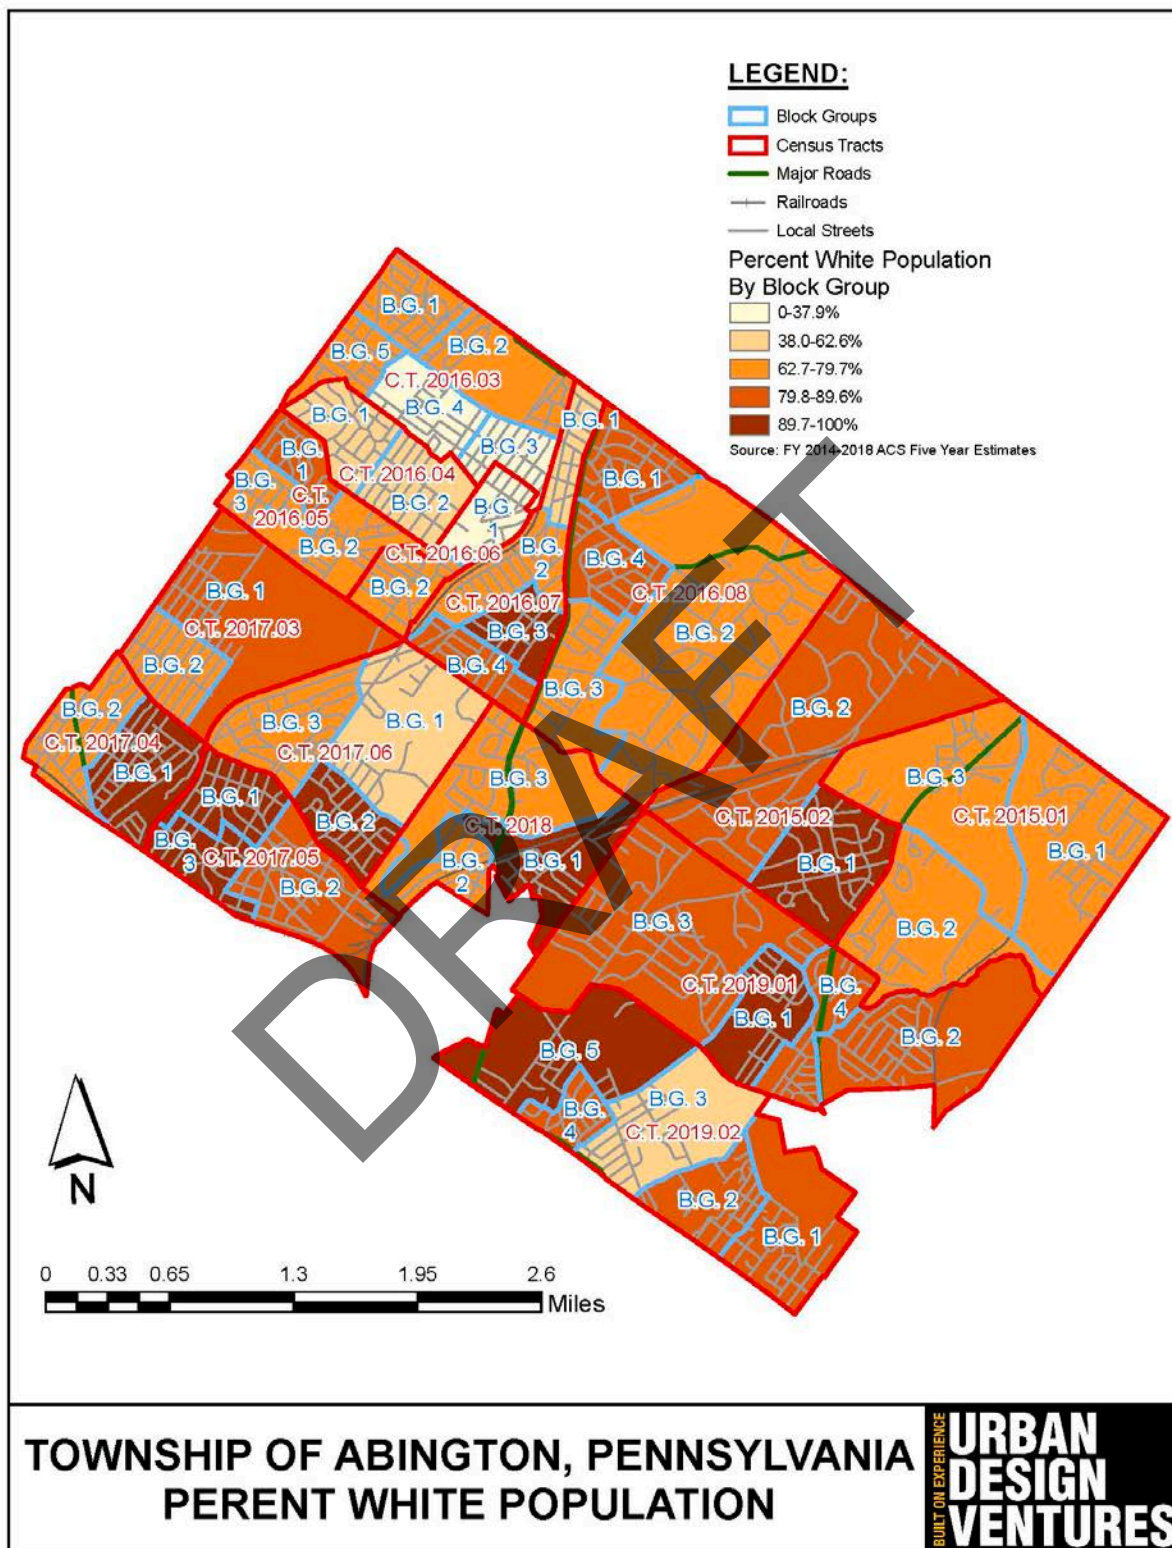 LEGEND:
Block Groups
Census Tracts
Major Roads
Railroads
Local Streets
Percent White Population
By Block Group
0-37.9%
38.0-62.6%
62.7-79.7%
79.8-89.6%
89.7-100%
Source: FY 2014-2018 ACS Five Year Estimates
B.G. 1
B.G. 5
B.G. 2
C.T. 2016.03
B.G. 4
B.G. 3
B.G. 1
B.G. 1
B.G.
1
C.T. 2016.04
B.G. 2
B.G.
3
C.T.
2016.05
B.G. 2
B.G.
1
C.T. 2016.06
B.G. 2
B.G.
2
C.T. 2016.07
B.G. 3
B.G. 4
B.G. 1
B.G. 4
C.T. 2016.08
B.G. 2
B.G. 3
B.G. 1
C.T. 2017.03
B.G. 2
B.G. 2
C.T. 2017.04
B.G. 1
B.G. 3
B.G. 1
C.T. 2017.06
B.G. 2
B.G. 1
B.G.
3
C.T. 2017.05
B.G. 2
B.G. 3
C.T. 2018
B.G.
2
B.G. 1
B.G. 2
C.T. 2015.02
B.G. 1
B.G. 3
C.T. 2015.01
B.G. 1
B.G. 2
B.G. 3
C.T. 2019.01
B.G. 1
B.G.
4
B.G. 2
B.G. 5
B.G.
4
B.G. 3
C.T. 2019.02
B.G. 2
B.G. 1
DRAFT
N
0 0.33 0.65 1.3 1.95 2.6
Miles
TOWNSHIP OF ABINGTON, PENNSYLVANIA
PERENT WHITE POPULATION
BUILT ON EXPERIENCE
URBAN
DESIGN
VENTURES